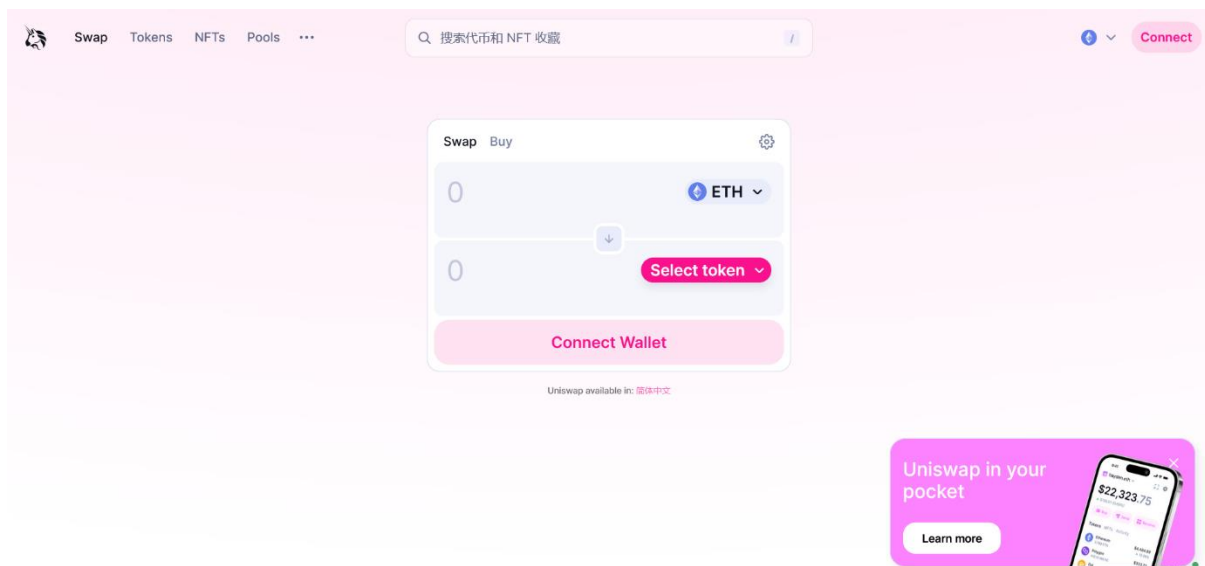 Swap Tokens NFTs Pools ···
搜索代币和 NFT 收藏 /
Connect
Swap Buy
0 ETH
0 Select token
Connect Wallet
Uniswap available in: 简体中文
Uniswap in your
pocket
Learn more
$22,323.75
Ethereum